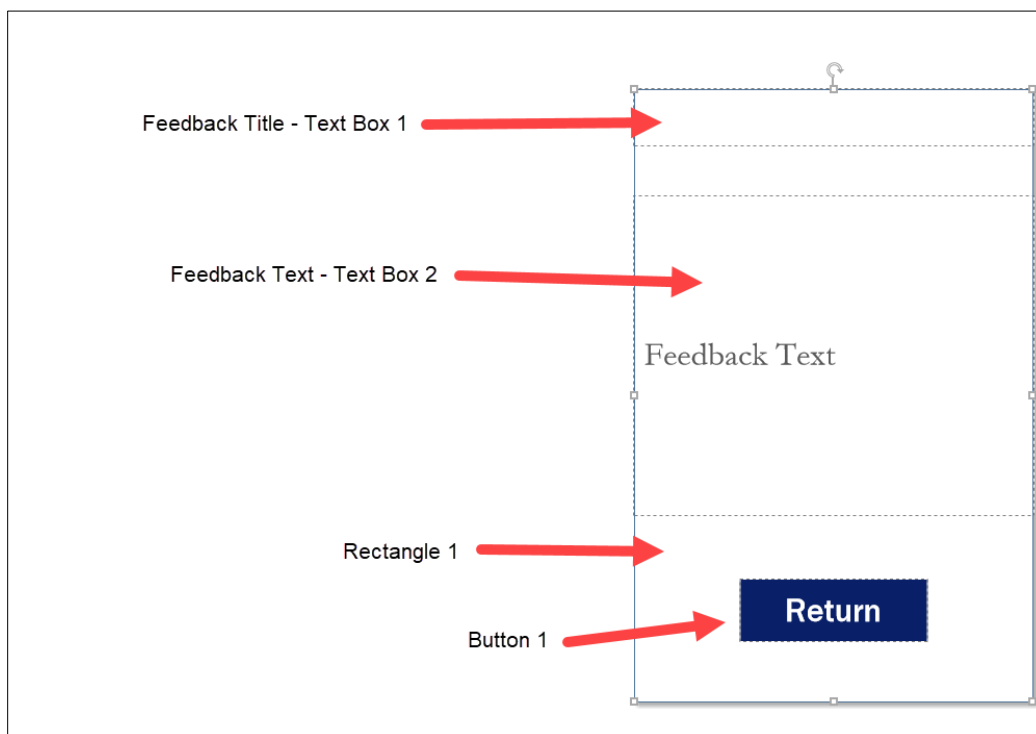 Feedback Title - Text Box 1
Feedback Text - Text Box 2
Feedback Text
Rectangle 1
Return
Button 1